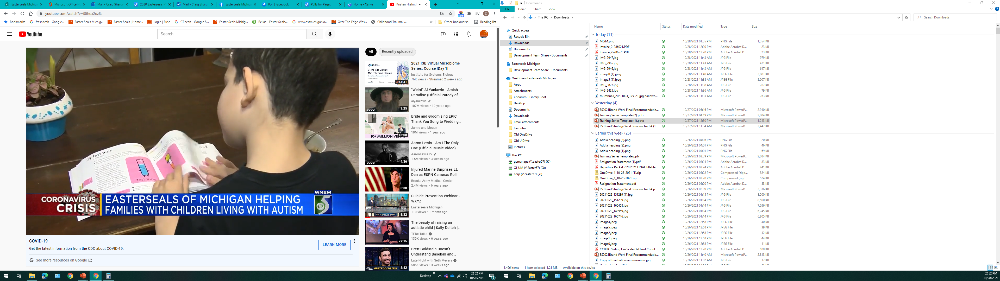 Easterseals Michig
Microsoft Office H
Mail - Craig Sharu
2020 Easterseals M
Mail - Craig Sharu
Easterseals Michig
Poll | Facebook
Polls for Pages
Home - Canva
Kristen Hjelms
youtube.com/watch?v=i8fhox2oz8s
New
C
Bookmarks
freshdesk - Google...
Easter Seals Michig...
Easter Seals | Home...
Login | Fuse
CT scan - Google S...
Easter Seals Michig...
Relias - Easter Seals...
www.essmichigan.o...
Over The Edge Wes...
Childhood Trauma |...
Other bookmarks
Reading list
YouTube
Search
Test Tube
Test Tube
CORONAVIRUS
CRISIS
EASTERSEALS OF MICHIGAN HELPING
FAMILIES WITH CHILDREN LIVING WITH AUTISM
WNEM
5
COVID-19
Get the latest information from the CDC about COVID-19.
LEARN MORE
See more resources on Google
All
Recently uploaded
ISB
2021 ISB Virtual
Microbiome Series
3:44:41
2021 ISB Virtual Microbiome
Series: Course [Day 1]
Institute for Systems Biology
76K views • Streamed 2 weeks ago
vevo
3:25
"Weird" Al Yankovic - Amish
Paradise (Official Parody of...
alyankovic
107M views • 12 years ago
10+ MILLION VIEWS
15:08
Bride and Groom sing EPIC
Thank You Song to Wedding...
Jamie and Megan
10M views • 1 year ago
vevo
4:36
Aaron Lewis - Am I The Only
One (Official Music Video)
AaronLewisTV
1.5M views • 3 weeks ago
3:30
Injured Marine Surprises Lt.
Dan as ESPN Cameras Roll
Brooke Army Medical Center
2.4M views • 6 years ago
wxyz.com
1:32
Suicide Prevention Webinar -
WXYZ
Easterseals Michigan
110 views • 1 month ago
27:15
The beauty of raising an
autistic child | Sally Deitch |...
TEDx Talks
130K views • 6 years ago
BRETT GOLDSTEIN
8:42
Brett Goldstein Doesn't
Understand Baseball and...
Late Night with Seth Meyers
585K views • 3 weeks ago
Desktop
02:52 PM
10/28/2021
5
Downloads
File
Home
Share
View
This PC
Downloads
Search Downloads
Quick access
Recycle Bin
Downloads
Documents
Development Team Share - Documents
Easterseals Michigan
Development Team Share - Documents
OneDrive - Easterseals Michigan
Apps
Attachments
CSharum - Library Root
Desktop
Documents
Downloads
Email attachments
Favorites
Old OneDrive
Old U Drive
Pictures
This PC
gcmanage (\\easter57) (K:)
QI_UM (\\Easter57) (Q:)
corp (\\easter57) (Y:)
Name Status Date modified Type Size
Today (11)
M&M.png 10/28/2021 01:35 PM PNG File 1,354 KB
Invoice_2-286021.PDF 10/28/2021 12:20 PM Adobe Acrobat D... 23 KB
Invoice_2-286575.PDF 10/28/2021 12:20 PM Adobe Acrobat D... 23 KB
IMG_2947.jpg 10/28/2021 11:43 AM JPG File 979 KB
IMG_7965.jpg 10/28/2021 11:43 AM JPG File 471 KB
IMG_7946.jpg 10/28/2021 11:43 AM JPG File 647 KB
image0 (1).jpeg 10/28/2021 11:40 AM JPEG File 2,881 KB
image5 (1).jpeg 10/28/2021 11:38 AM JPEG File 3,007 KB
IMG_3827.jpg 10/28/2021 11:38 AM JPG File 267 KB
IMG_2425.jpg 10/28/2021 11:36 AM JPG File 79 KB
thumbnail_20211023_175321.jpg hallowe... 10/28/2021 11:35 AM JPG File 263 KB
Yesterday (4)
ES2021Brand Work Final Recommendatio... 10/27/2021 05:16 PM Microsoft PowerP... 2,940 KB
Training Series Template (2).pptx 10/27/2021 04:19 PM Microsoft PowerP... 2,084 KB
Training Series Template (1).pptx 10/27/2021 12:30 PM Microsoft PowerP... 1,243 KB
ES Brand Strategy Work Preview for LA (1... 10/27/2021 11:34 AM Microsoft PowerP... 2,447 KB
Earlier this week (25)
Add a heading (3).png 10/26/2021 04:06 PM PNG File 20 KB
Add a heading (2).png 10/26/2021 04:01 PM PNG File 46 KB
Add a heading (1).png 10/26/2021 04:01 PM PNG File 69 KB
Training Series Template.pptx 10/26/2021 03:39 PM Microsoft PowerP... 2,084 KB
Resignation Statement (1).pdf 10/26/2021 03:24 PM Adobe Acrobat D... 83 KB
Departure Packet 7.28.2021 FINAL fillable.... 10/26/2021 03:24 PM Adobe Acrobat D... 441 KB
OneDrive_1_10-26-2021 (1).zip 10/26/2021 03:22 PM Compressed (zipp... 524 KB
OneDrive_1_10-26-2021.zip 10/26/2021 03:20 PM Compressed (zipp... 524 KB
Resignation Statement.pdf 10/26/2021 03:20 PM Adobe Acrobat D... 83 KB
ES Brand Strategy Work Preview for LA.p... 10/26/2021 02:09 PM Microsoft PowerP... 2,336 KB
20211022_151239 (1).jpg 10/26/2021 01:15 PM JPG File 8,500 KB
20211022_151239.jpg 10/26/2021 01:14 PM JPG File 8,500 KB
20211022_160458.jpg 10/26/2021 01:14 PM JPG File 7,036 KB
20211022_143959.jpg 10/26/2021 01:14 PM JPG File 6,245 KB
20211022_160746.jpg 10/26/2021 01:14 PM JPG File 6,805 KB
image4.jpeg 10/26/2021 12:58 PM JPEG File 40 KB
image5.jpeg 10/26/2021 12:58 PM JPEG File 39 KB
image2.jpeg 10/26/2021 12:58 PM JPEG File 42 KB
image1.jpeg 10/26/2021 12:58 PM JPEG File 44 KB
image0.jpeg 10/26/2021 12:58 PM JPEG File 41 KB
CCBHC Sliding Fee Scale Oakland Count... 10/26/2021 12:20 PM Adobe Acrobat D... 109 KB
ES2021Brand Work Final Recommendatio... 10/26/2021 11:40 AM Microsoft PowerP... 2,813 KB
Copy of free halloween resources.jpg 10/26/2021 11:02 AM JPG File 37 KB
1,496 items
1 item selected 1.21 MB
Available on this device
02:52 PM
10/28/2021